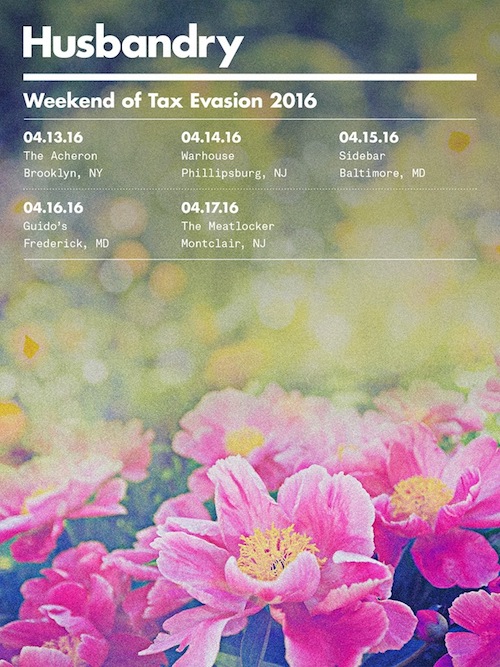 Husbandry
Weekend of Tax Evasion 2016
04.13.16
The Acheron
Brooklyn, NY
04.14.16
Warhouse
Phillipsburg, NJ
04.15.16
Sidebar
Baltimore, MD
04.16.16
Guido's
Frederick, MD
04.17.16
The Meatlocker
Montclair, NJ